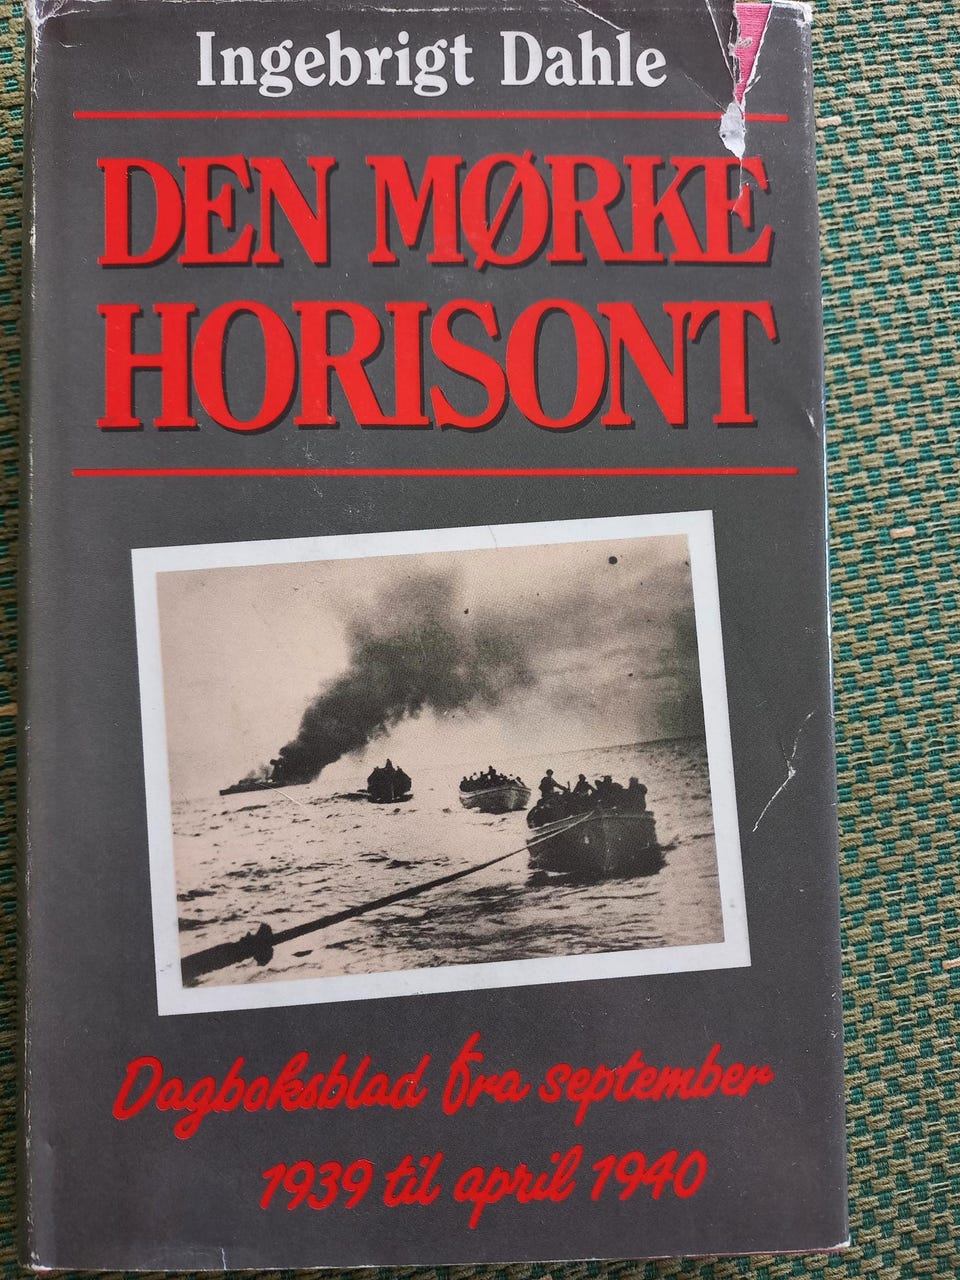 Ingebrigt Dahle
DEN MØRKE
HORISONT
Dagboksblad fra september
1939 til april 1940